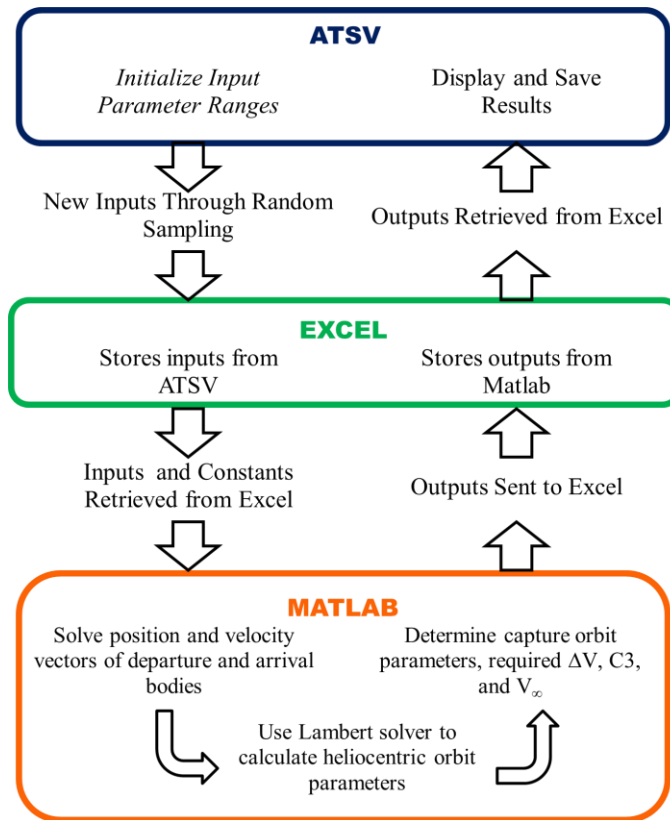 ATSV
Initialize Input
Parameter Ranges
Display and Save
Results
New Inputs Through Random
Sampling
Outputs Retrieved from Excel
EXCEL
Stores inputs from
ATSV
Stores outputs from
Matlab
Inputs and Constants
Retrieved from Excel
Outputs Sent to Excel
MATLAB
Solve position and velocity
vectors of departure and arrival
bodies
Determine capture orbit
parameters, required ΔV, C3,
and V∞
Use Lambert solver to
calculate heliocentric orbit
parameters